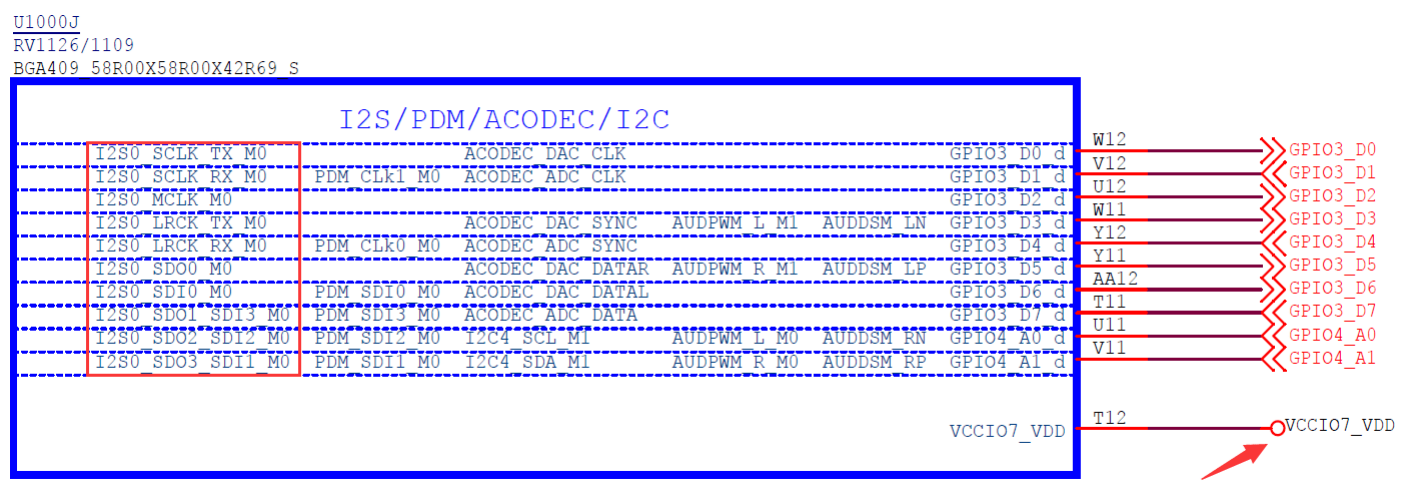 U1000J
RV1126/1109
BGA409_58R00X58R00X42R69_S
I2S/PDM/ACODEC/I2C
I2S0_SCLK_TX_M0 ACODEC_DAC_CLK GPIO3_D0_d W12 GPIO3_D0
I2S0_SCLK_RX_M0 PDM_CLk1_M0 ACODEC_ADC_CLK GPIO3_D1_d V12 GPIO3_D1
I2S0_MCLK_M0 GPIO3_D2_d U12 GPIO3_D2
I2S0_LRCK_TX_M0 ACODEC_DAC_SYNC AUDPWM_L_M1 AUDDSM_LN GPIO3_D3_d W11 GPIO3_D3
I2S0_LRCK_RX_M0 PDM_CLk0_M0 ACODEC_ADC_SYNC GPIO3_D4_d Y12 GPIO3_D4
I2S0_SDO0_M0 ACODEC_DAC_DATAR AUDPWM_R_M1 AUDDSM_LP GPIO3_D5_d Y11 GPIO3_D5
I2S0_SDI0_M0 PDM_SDI0_M0 ACODEC_DAC_DATAL GPIO3_D6_d AA12 GPIO3_D6
I2S0_SDO1_SDI3_M0 PDM_SDI3_M0 ACODEC_ADC_DATA GPIO3_D7_d T11 GPIO3_D7
I2S0_SDO2_SDI2_M0 PDM_SDI2_M0 I2C4_SCL_M1 AUDPWM_L_M0 AUDDSM_RN GPIO4_A0_d U11 GPIO4_A0
I2S0_SDO3_SDI1_M0 PDM_SDI1_M0 I2C4_SDA_M1 AUDPWM_R_M0 AUDDSM_RP GPIO4_A1_d V11 GPIO4_A1
VCCIO7_VDD T12 VCCIO7_VDD